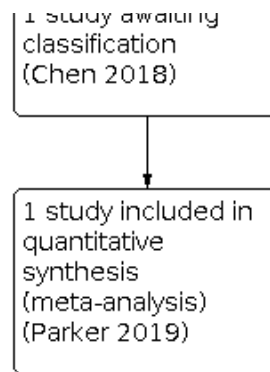 1 study awaiting
classification
(Chen 2018)
1 study included in
quantitative
synthesis
(meta-analysis)
(Parker 2019)